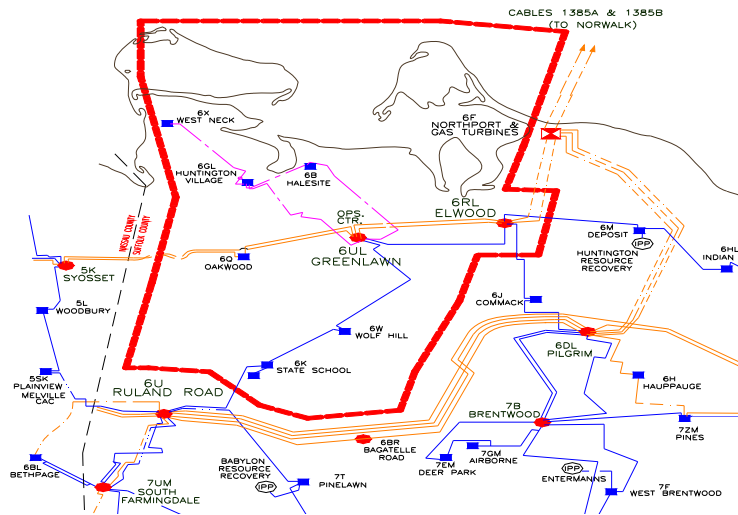 CABLES 1385A & 1385B
(TO NORWALK)
6X
WEST NECK
6F
NORTHPORT &
GAS TURBINES
6GL
HUNTINGTON
VILLAGE
6B
HALESITE
6RL
ELWOOD
OPS.
CTR.
6UL
GREENLAWN
NASSAU COUNTY
SUFFOLK COUNTY
6M
DEPOSIT
IPP
HUNTINGTON
RESOURCE
RECOVERY
6HL
INDIAN
5K
SYOSSET
6Q
OAKWOOD
5L
WOODBURY
6J
COMMACK
6W
WOLF HILL
6DL
PILGRIM
6K
STATE SCHOOL
5SK
PLAINVIEW
MELVILLE
CAC
6U
RULAND ROAD
6H
HAUPPAUGE
7B
BRENTWOOD
7ZM
PINES
6BR
BAGATELLE
ROAD
6BL
BETHPAGE
7EM
DEER PARK
7GM
AIRBORNE
BABYLON
RESOURCE
RECOVERY
IPP
7T
PINELAWN
IPP
ENTERMANNS
7F
WEST BRENTWOOD
7UM
SOUTH
FARMINGDALE